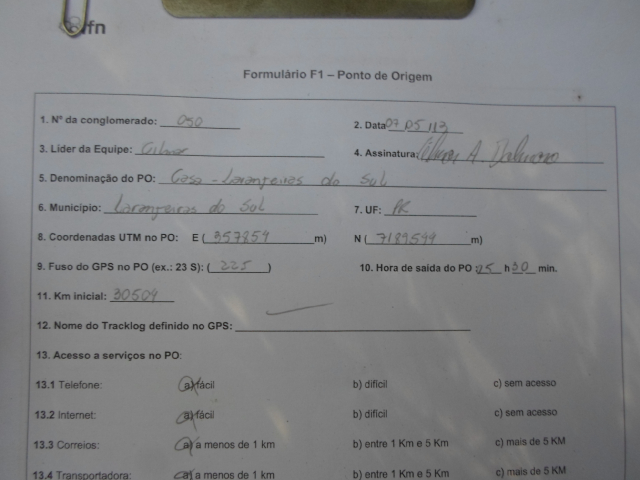 ifn
Formulário F1 – Ponto de Origem
1. Nº da conglomerado: 050 2. Data 07 05 113
3. Líder da Equipe: Gilmar 4. Assinatura: A.
5. Denominação do PO: Casa - Laranjeiras do Sul
6. Município: Laranjeiras do Sul 7. UF: PR
8. Coordenadas UTM no PO: E ( 357859 m) N ( 7189599 m)
9. Fuso do GPS no PO (ex.: 23 S): ( 22S ) 10. Hora de saída do PO : h 30 min.
11. Km inicial: 30509
12. Nome do Tracklog definido no GPS:
13. Acesso a serviços no PO:
13.1 Telefone: a) fácil b) difícil c) sem acesso
13.2 Internet: a) fácil b) difícil c) sem acesso
13.3 Correios: a) a menos de 1 km b) entre 1 Km e 5 Km c) mais de 5 KM
13.4 Transportadora: a) a menos de 1 km b) entre 1 Km e 5 Km c) mais de 5 KM